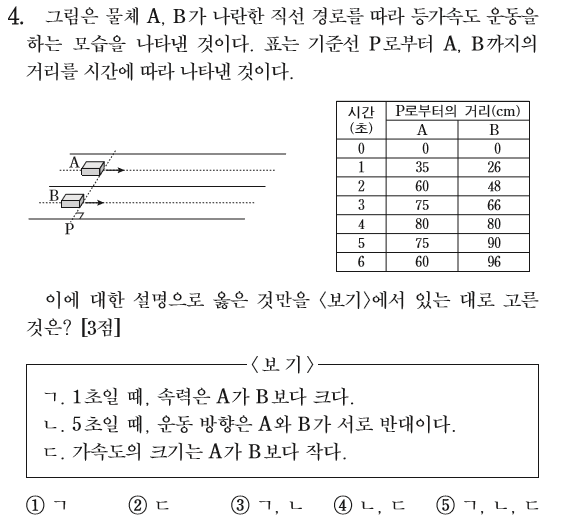 4. 그림은 물체 A, B가 나란한 직선 경로를 따라 등가속도 운동을
하는 모습을 나타낸 것이다. 표는 기준선 P로부터 A, B까지의
거리를 시간에 따라 나타낸 것이다.
A
B
P
시간(초) P로부터의 거리(cm)
A B
0 0 0
1 35 26
2 60 48
3 75 66
4 80 80
5 75 90
6 60 96
이에 대한 설명으로 옳은 것만을 <보기>에서 있는 대로 고른
것은? [3점]
<보 기>
ㄱ. 1초일 때, 속력은 A가 B보다 크다.
ㄴ. 5초일 때, 운동 방향은 A와 B가 서로 반대이다.
ㄷ. 가속도의 크기는 A가 B보다 작다.
① ㄱ ② ㄷ ③ ㄱ, ㄴ ④ ㄴ, ㄷ ⑤ ㄱ, ㄴ, ㄷ